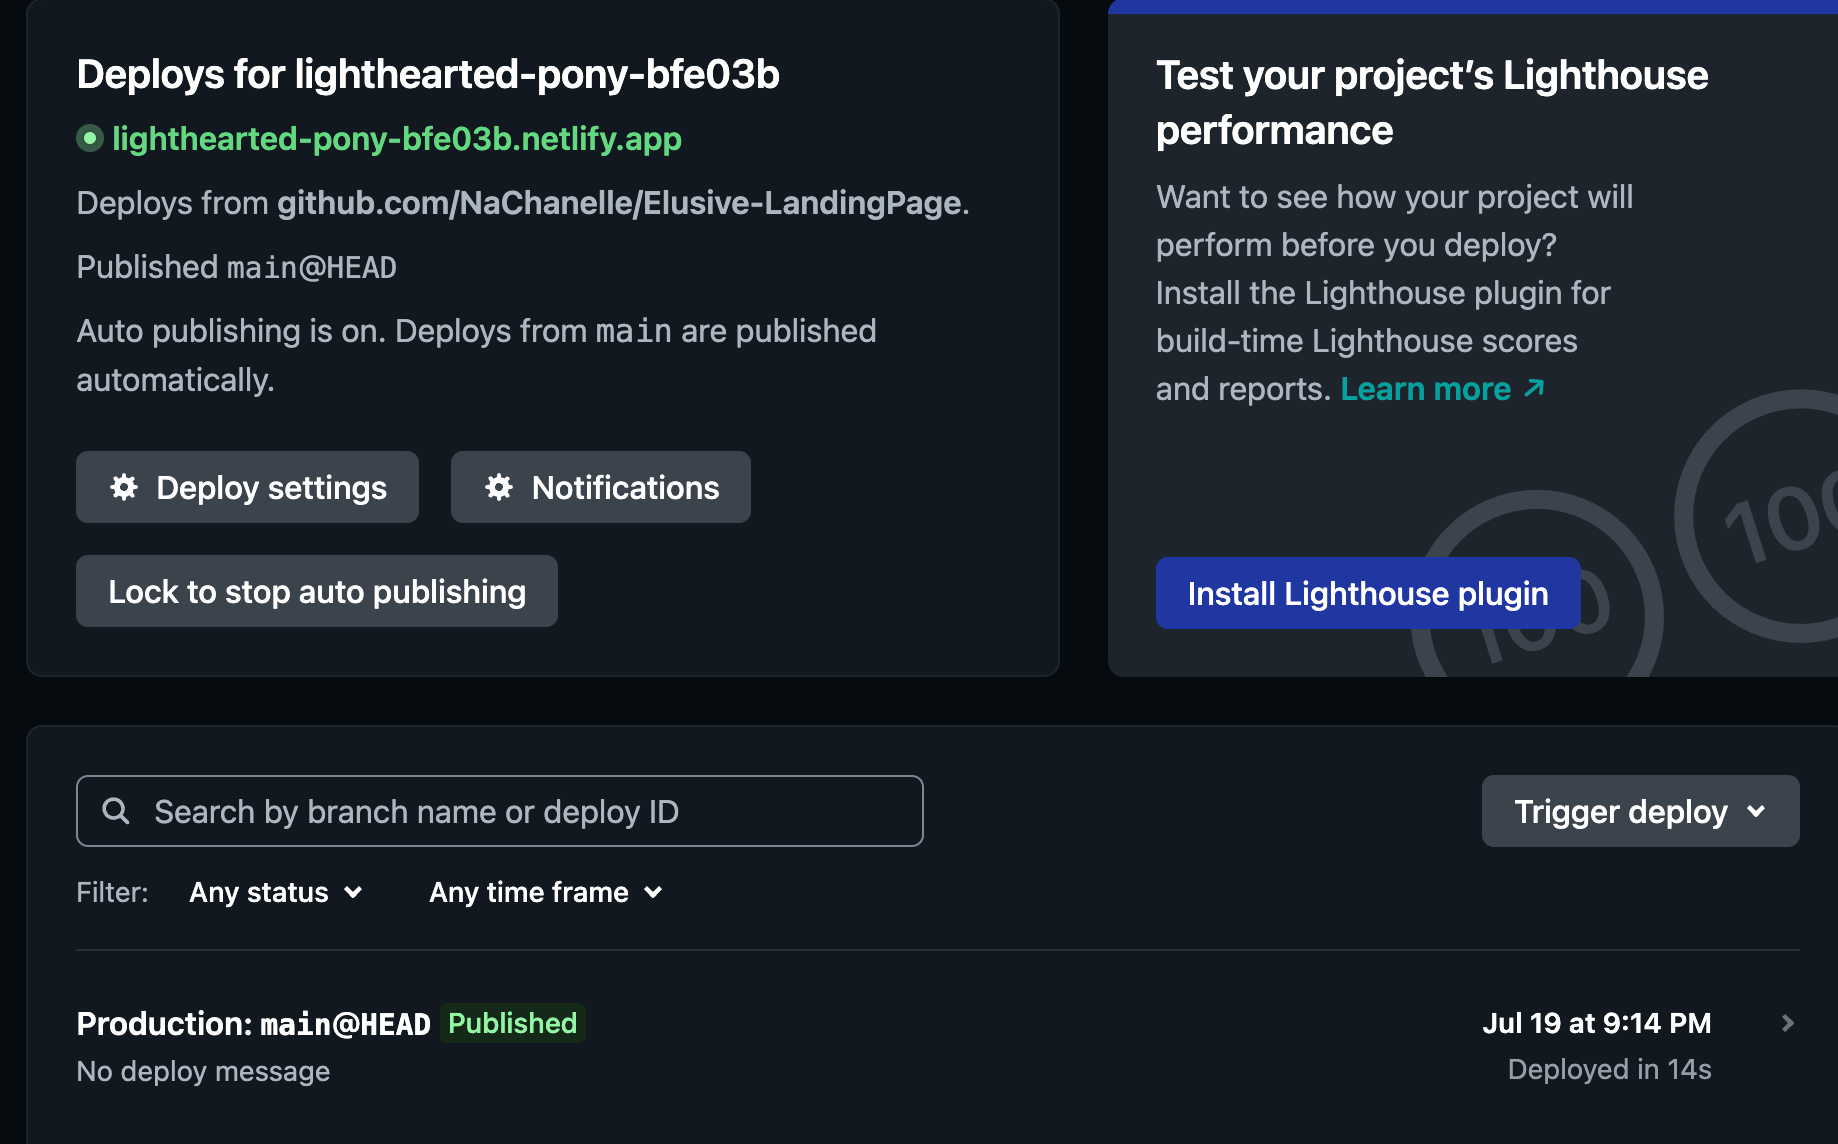 Deploys for lighthearted-pony-bfe03b
lighthearted-pony-bfe03b.netlify.app
Deploys from github.com/NaChanelle/Elusive-LandingPage.
Published main@HEAD
Auto publishing is on. Deploys from main are published
automatically.
Deploy settings
Notifications
Lock to stop auto publishing
Test your project's Lighthouse
performance
Want to see how your project will
perform before you deploy?
Install the Lighthouse plugin for
build-time Lighthouse scores
and reports. Learn more ↗
100
100
Install Lighthouse plugin
Search by branch name or deploy ID
Trigger deploy
Filter: Any status Any time frame
Production: main@HEAD Published
Jul 19 at 9:14 PM
No deploy message
Deployed in 14s